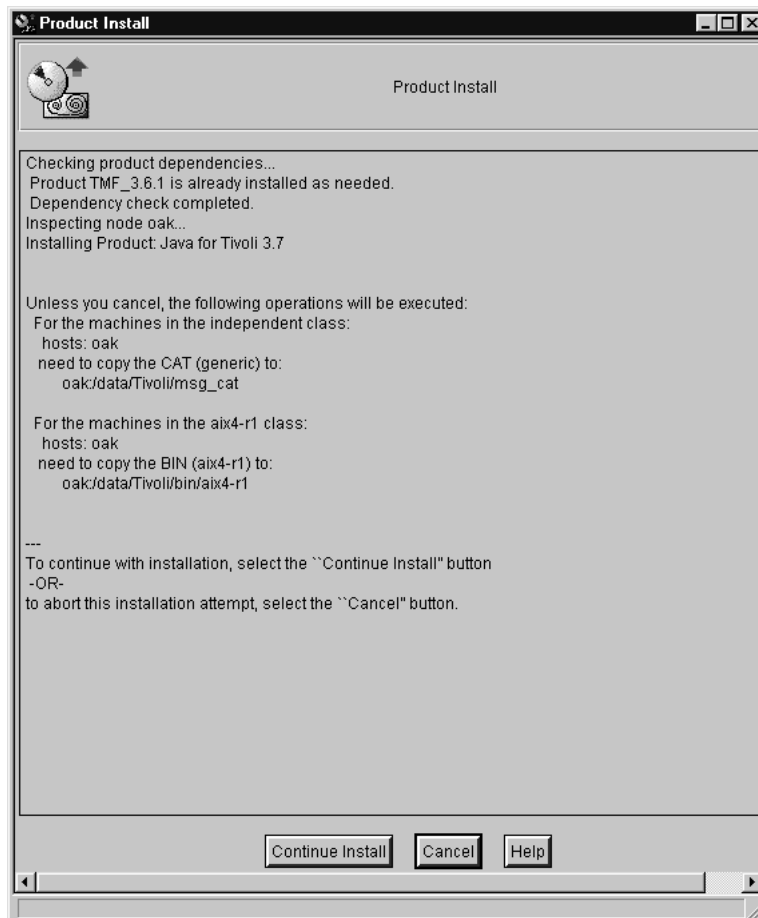 Product Install
Product Install
Checking product dependencies...
Product TMF_3.6.1 is already installed as needed.
Dependency check completed.
Inspecting node oak...
Installing Product: Java for Tivoli 3.7
Unless you cancel, the following operations will be executed:
For the machines in the independent class:
hosts: oak
need to copy the CAT (generic) to:
oak:/data/Tivoli/msg_cat
For the machines in the aix4-r1 class:
hosts: oak
need to copy the BIN (aix4-r1) to:
oak:/data/Tivoli/bin/aix4-r1
---
To continue with installation, select the ``Continue Install'' button
-OR-
to abort this installation attempt, select the ``Cancel'' button.
Continue Install Cancel Help